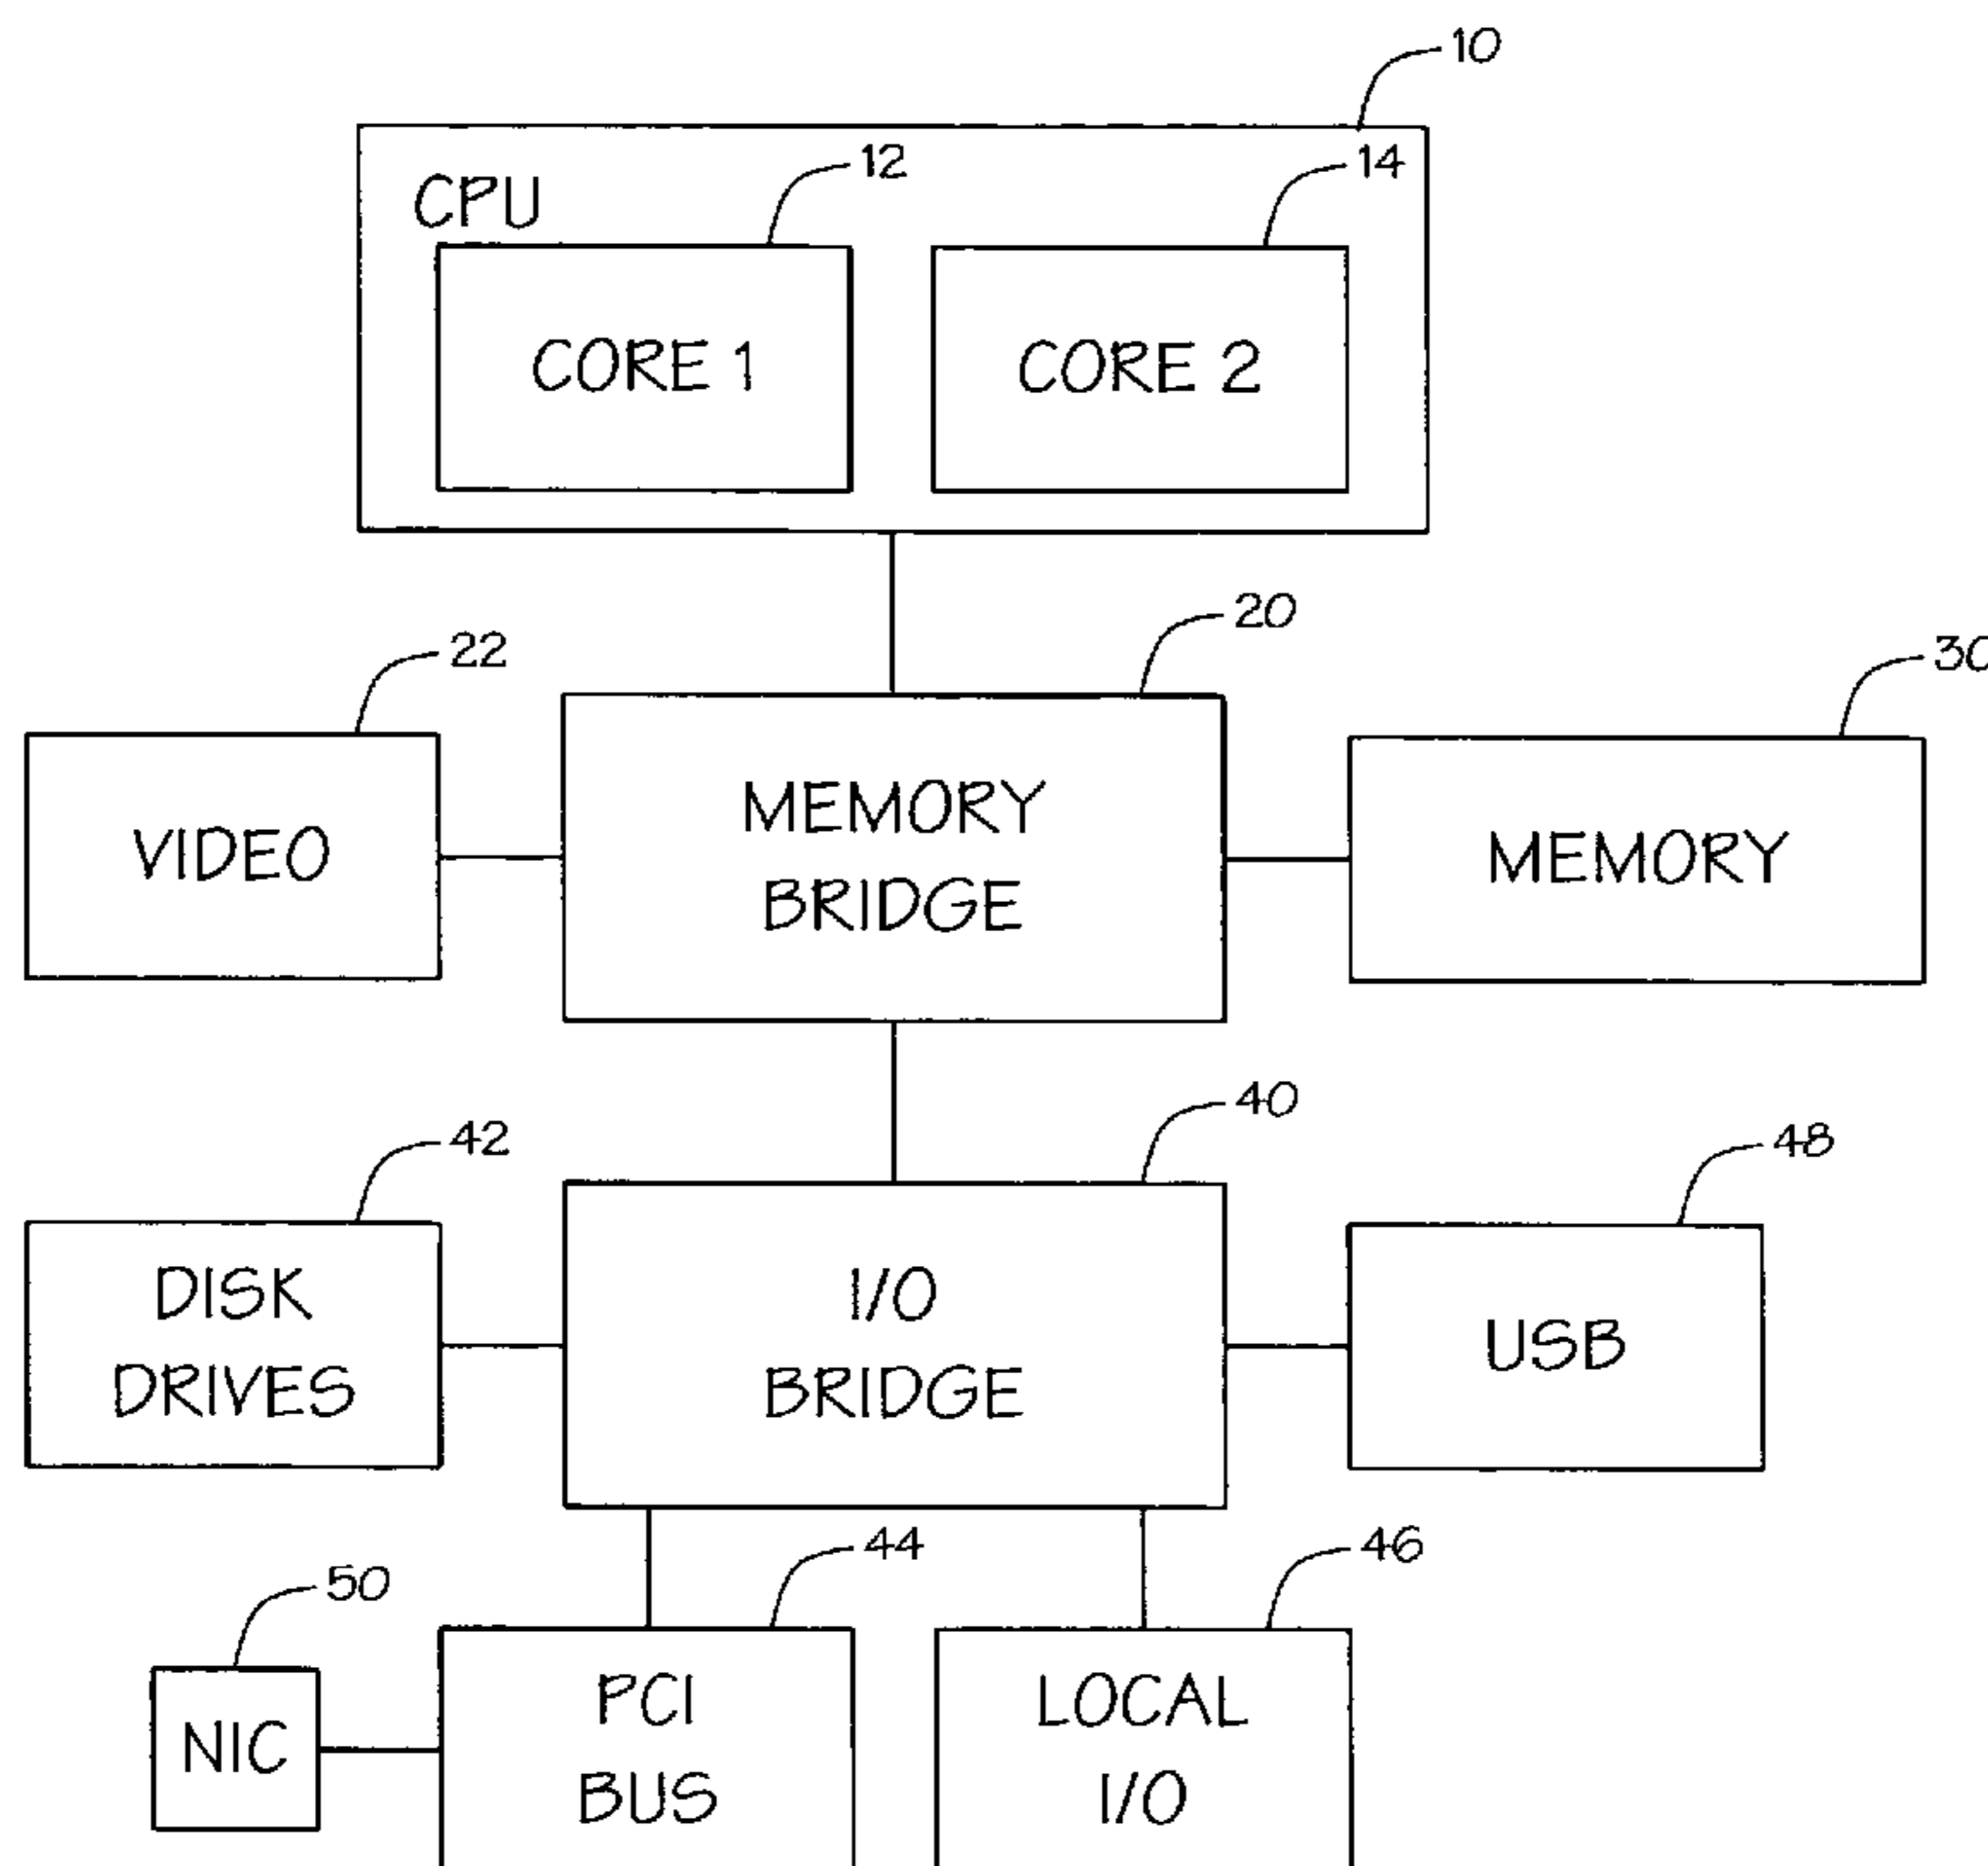 10
12
14
CPU
CORE 1
CORE 2
20
22
30
VIDEO
MEMORY
BRIDGE
MEMORY
40
42
48
DISK
DRIVES
I/O
BRIDGE
USB
44
46
50
NIC
PCI
BUS
LOCAL
I/O